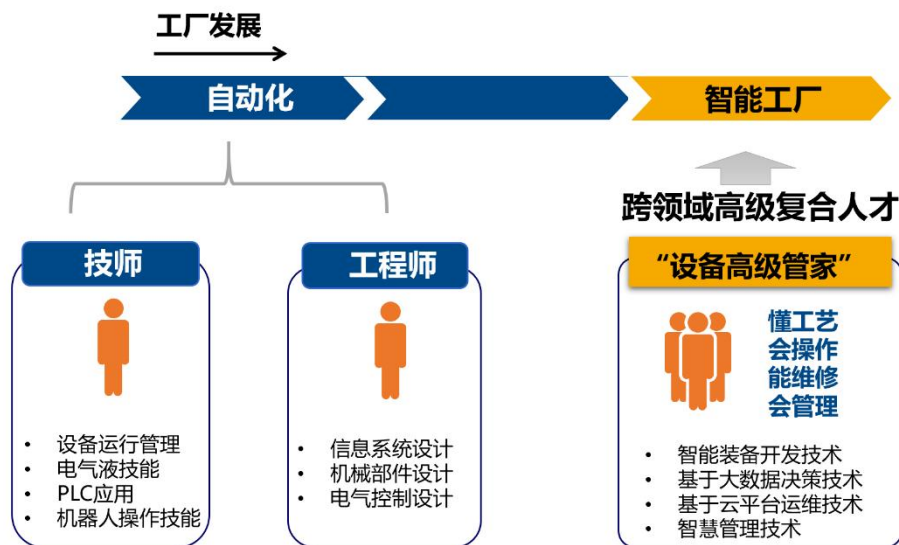 工厂发展
自动化
智能工厂
跨领域高级复合人才
技师
工程师
“设备高级管家”
懂工艺
会操作
能维修
会管理
• 设备运行管理
• 电气液技能
• PLC应用
• 机器人操作技能
• 信息系统设计
• 机械部件设计
• 电气控制设计
• 智能装备开发技术
• 基于大数据决策技术
• 基于云平台运维技术
• 智慧管理技术